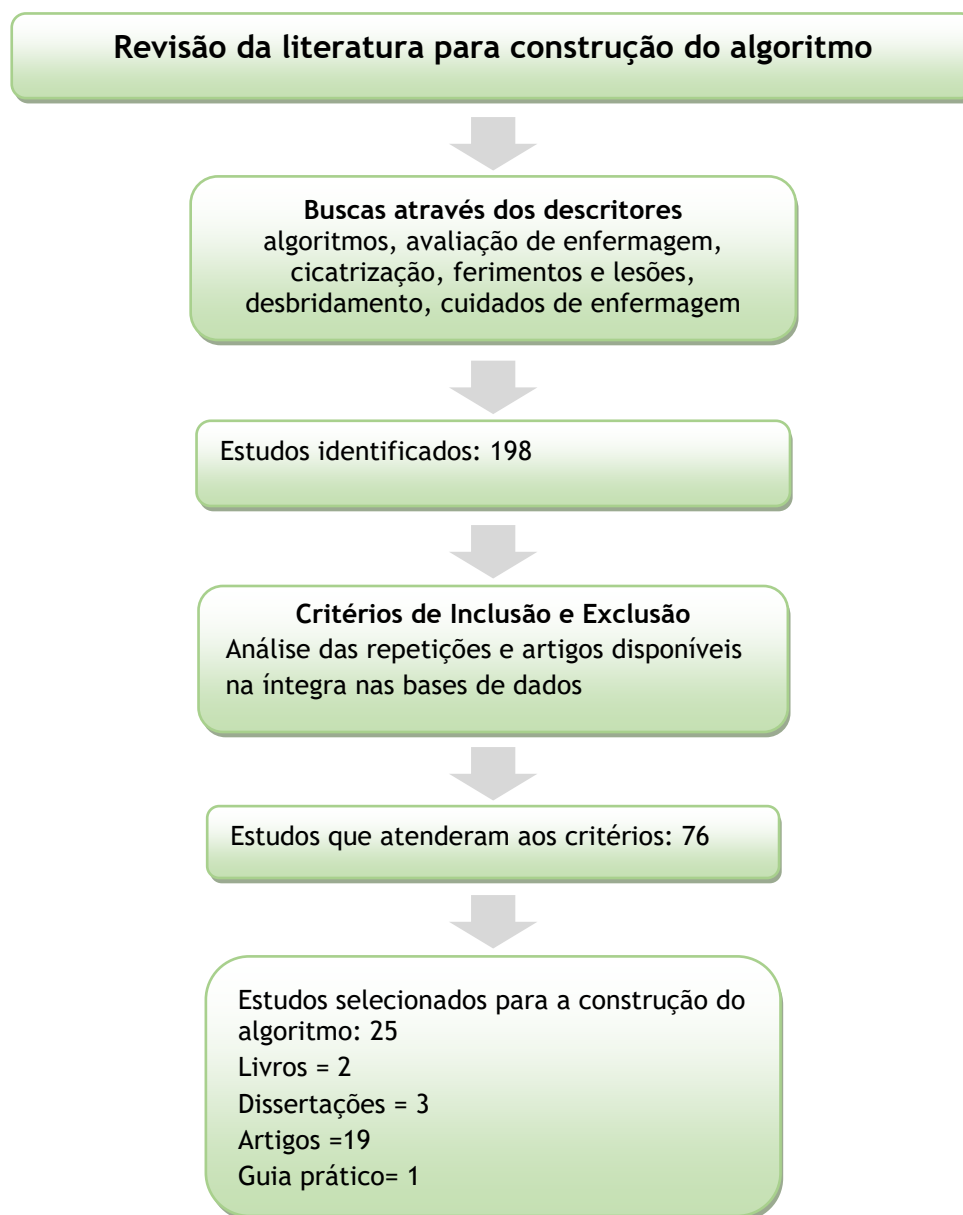 Revisão da literatura para construção do algoritmo
Buscas através dos descritores
algoritmos, avaliação de enfermagem,
cicatrização, ferimentos e lesões,
desbridamento, cuidados de enfermagem
Estudos identificados: 198
Critérios de Inclusão e Exclusão
Análise das repetições e artigos disponíveis
na íntegra nas bases de dados
Estudos que atenderam aos critérios: 76
Estudos selecionados para a construção do
algoritmo: 25
Livros = 2
Dissertações = 3
Artigos =19
Guia prático= 1